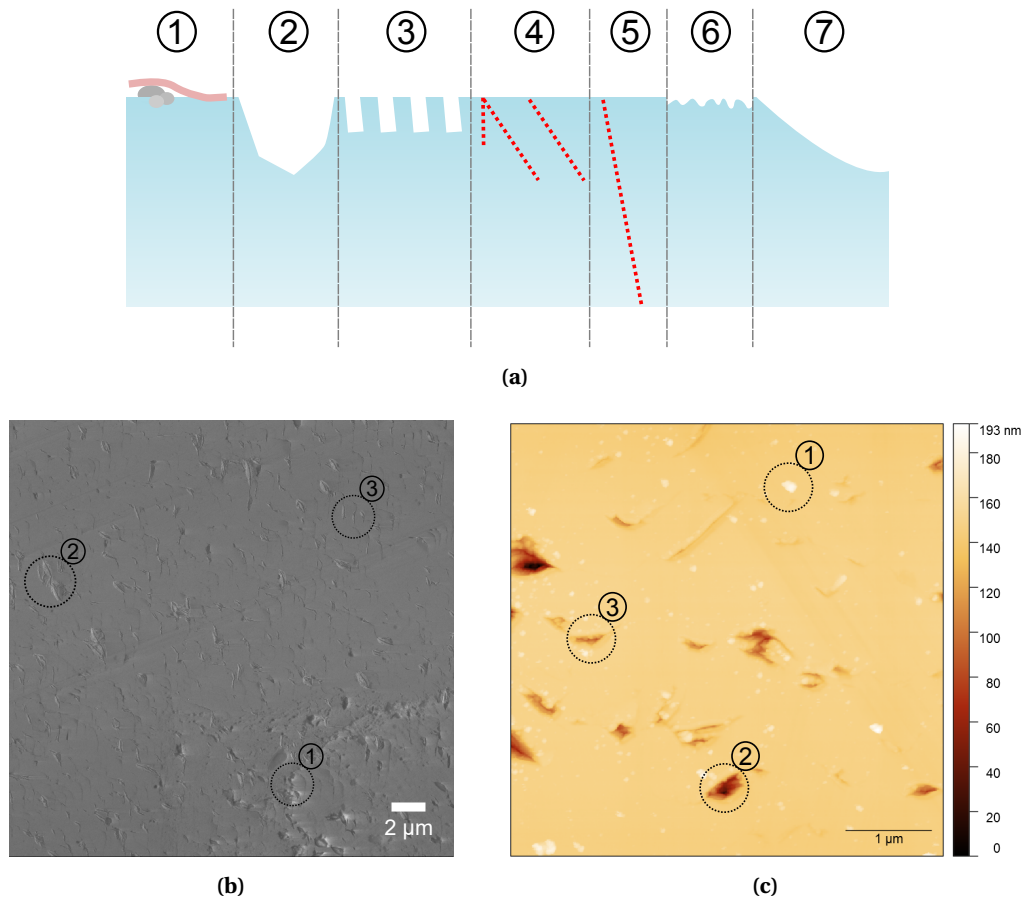 ① ② ③ ④ ⑤ ⑥ ⑦
(a)
③
②
①
2 µm
(b)
①
③
②
1 µm
193 nm
180
160
140
120
100
80
60
40
20
0
(c)